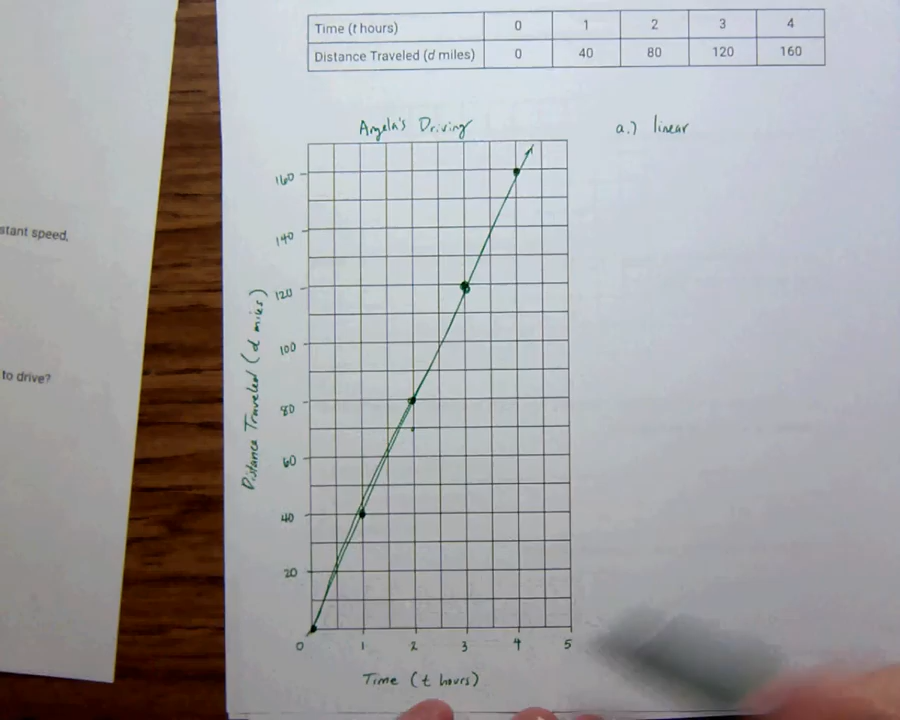 Time (t hours) 0 1 2 3 4
Distance Traveled (d miles) 0 40 80 120 160
Angela's Driving
a.) linear
160
140
120
100
80
60
40
20
0 1 2 3 4 5
Distance Traveled (d miles)
Time (t hours)
stant speed,
to drive?